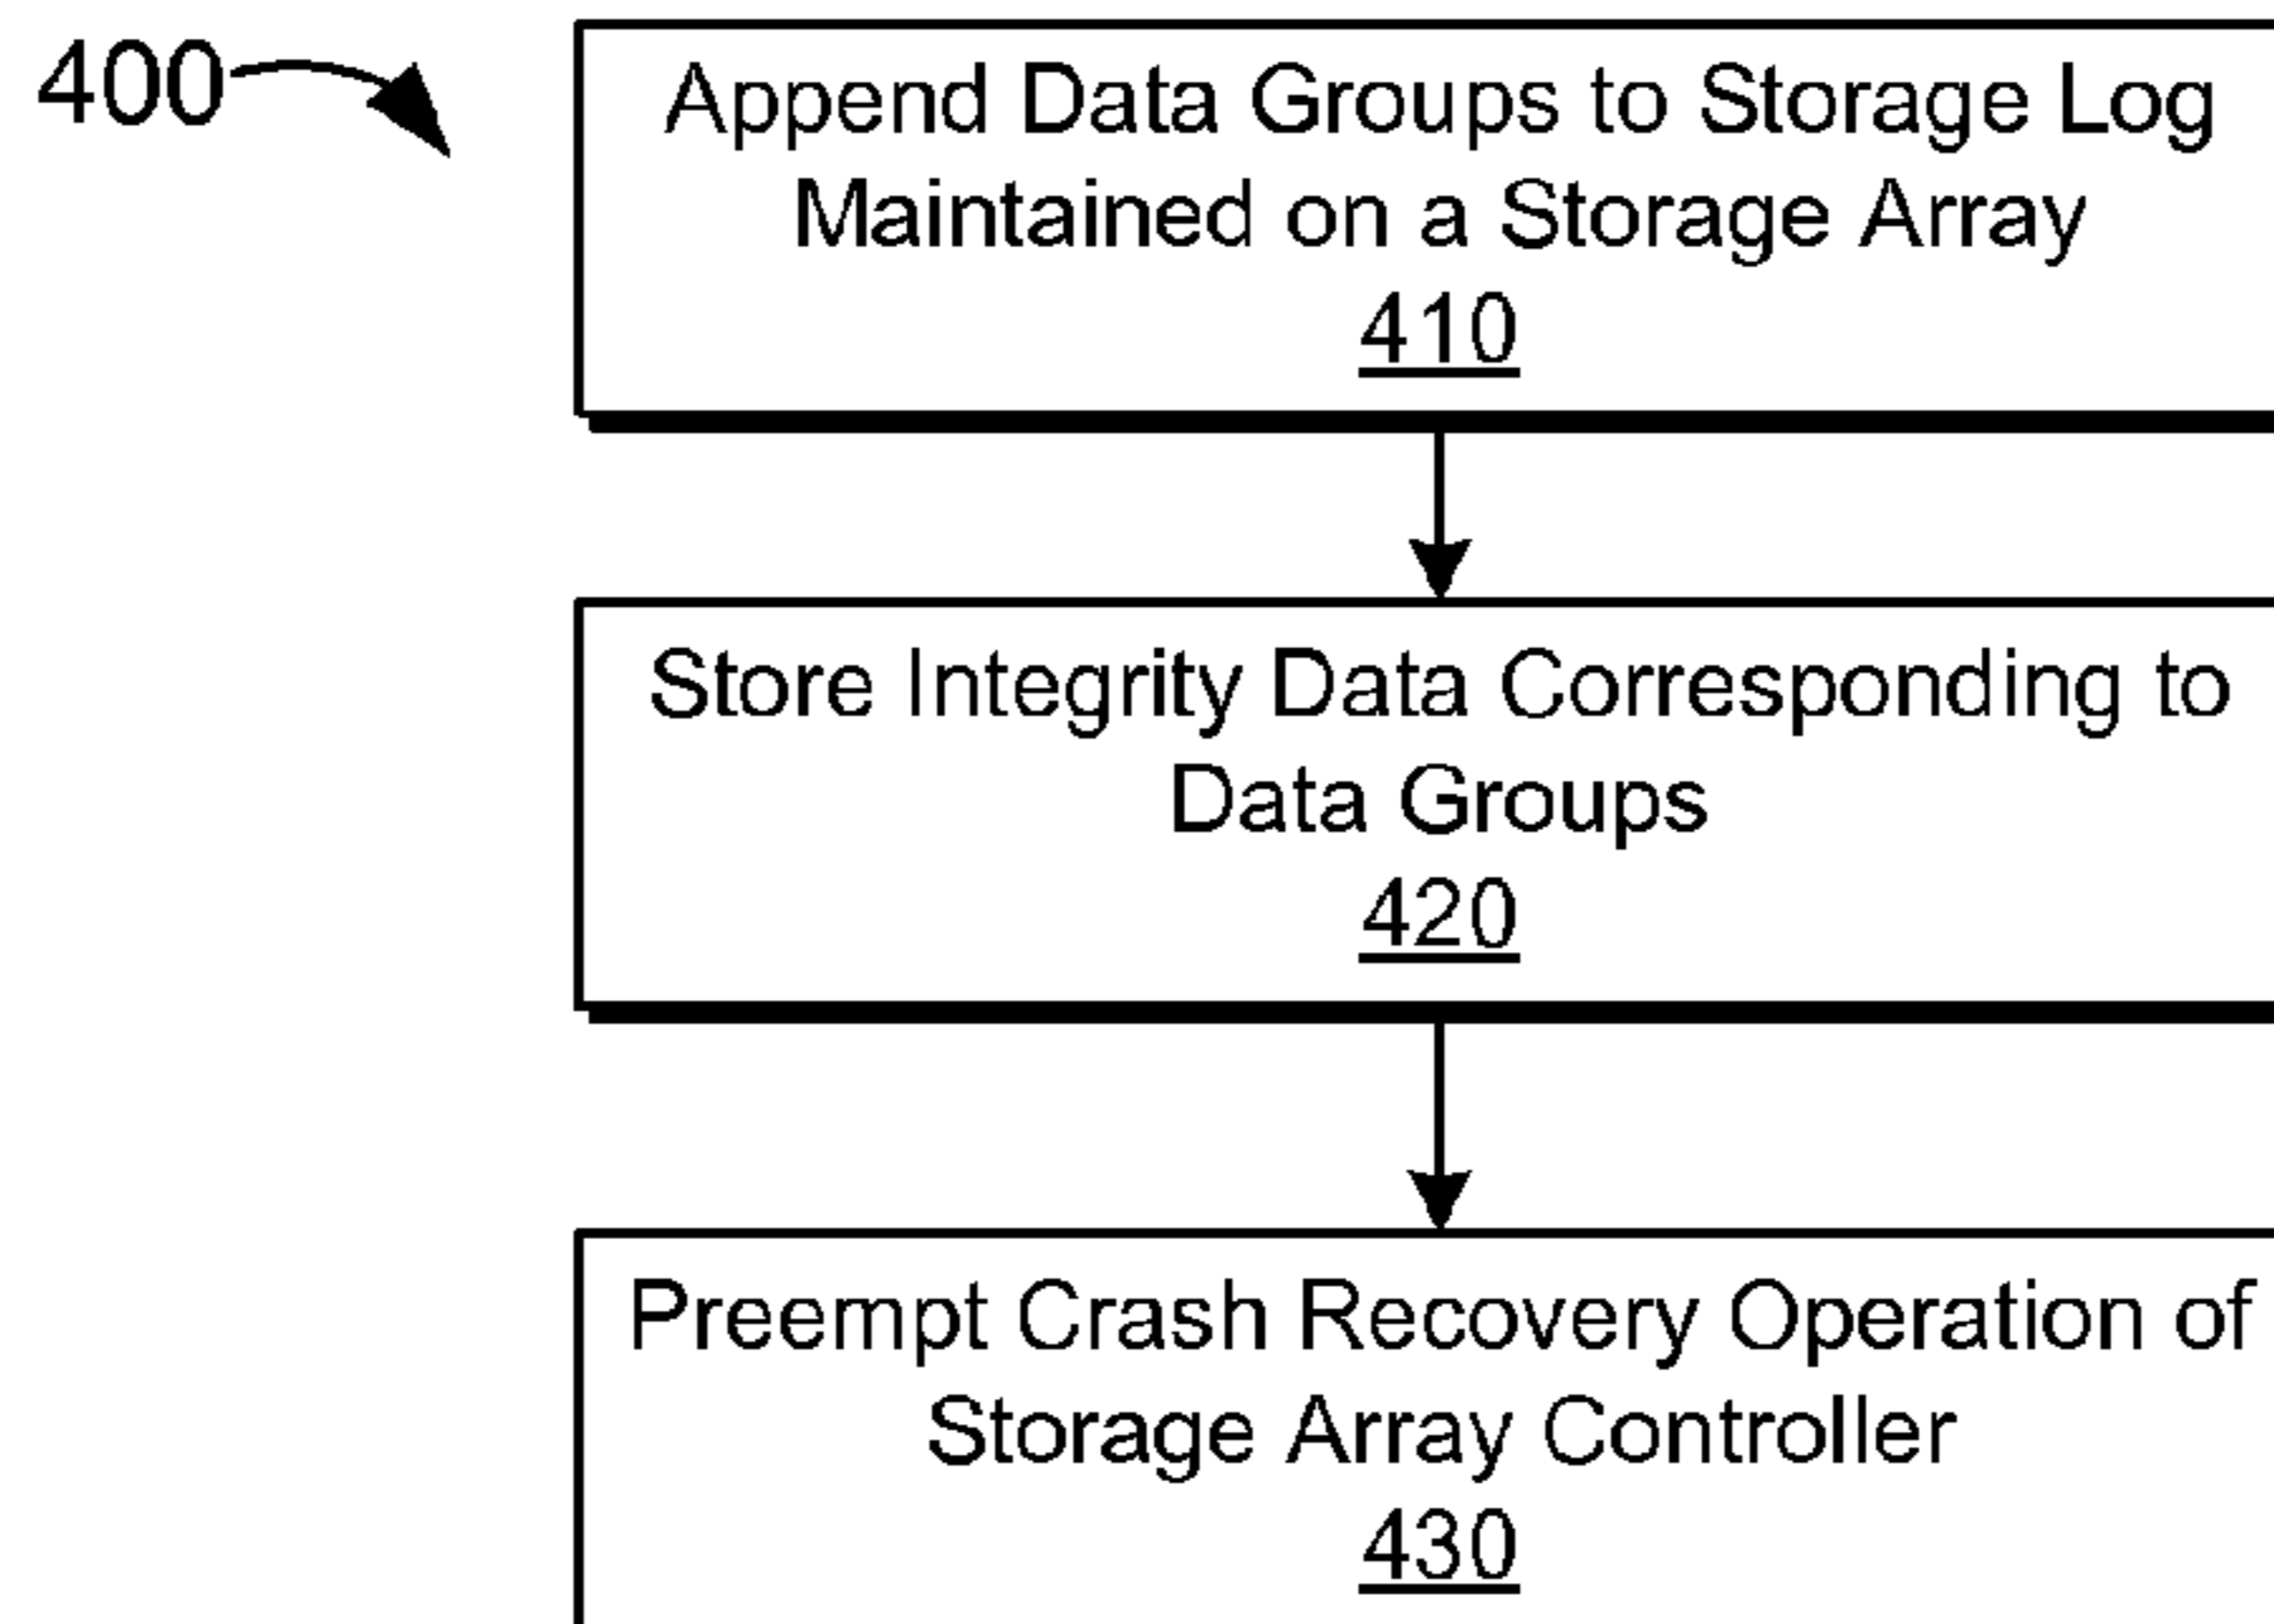 400
Append Data Groups to Storage Log
Maintained on a Storage Array
410
Store Integrity Data Corresponding to
Data Groups
420
Preempt Crash Recovery Operation of
Storage Array Controller
430